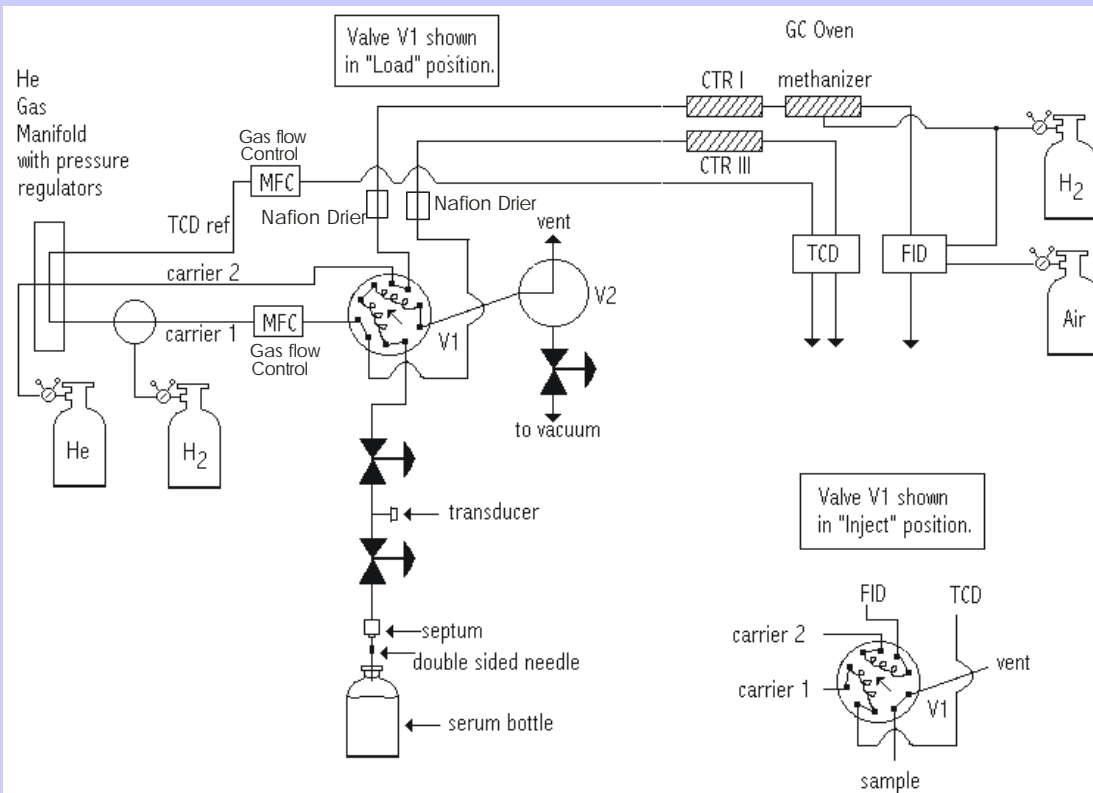 Valve V1 shown
in "Load" position.
GC Oven
He
Gas
Manifold
with pressure
regulators
CTR I
methanizer
Gas flow
Control
MFC
CTR III
H2
Nafion Drier
Nafion Drier
TCD ref
vent
TCD
FID
carrier 2
V2
Air
carrier 1
MFC
V1
Gas flow
Control
to vacuum
He
H2
transducer
Valve V1 shown
in "Inject" position.
septum
double sided needle
serum bottle
FID
TCD
carrier 2
vent
carrier 1
V1
sample